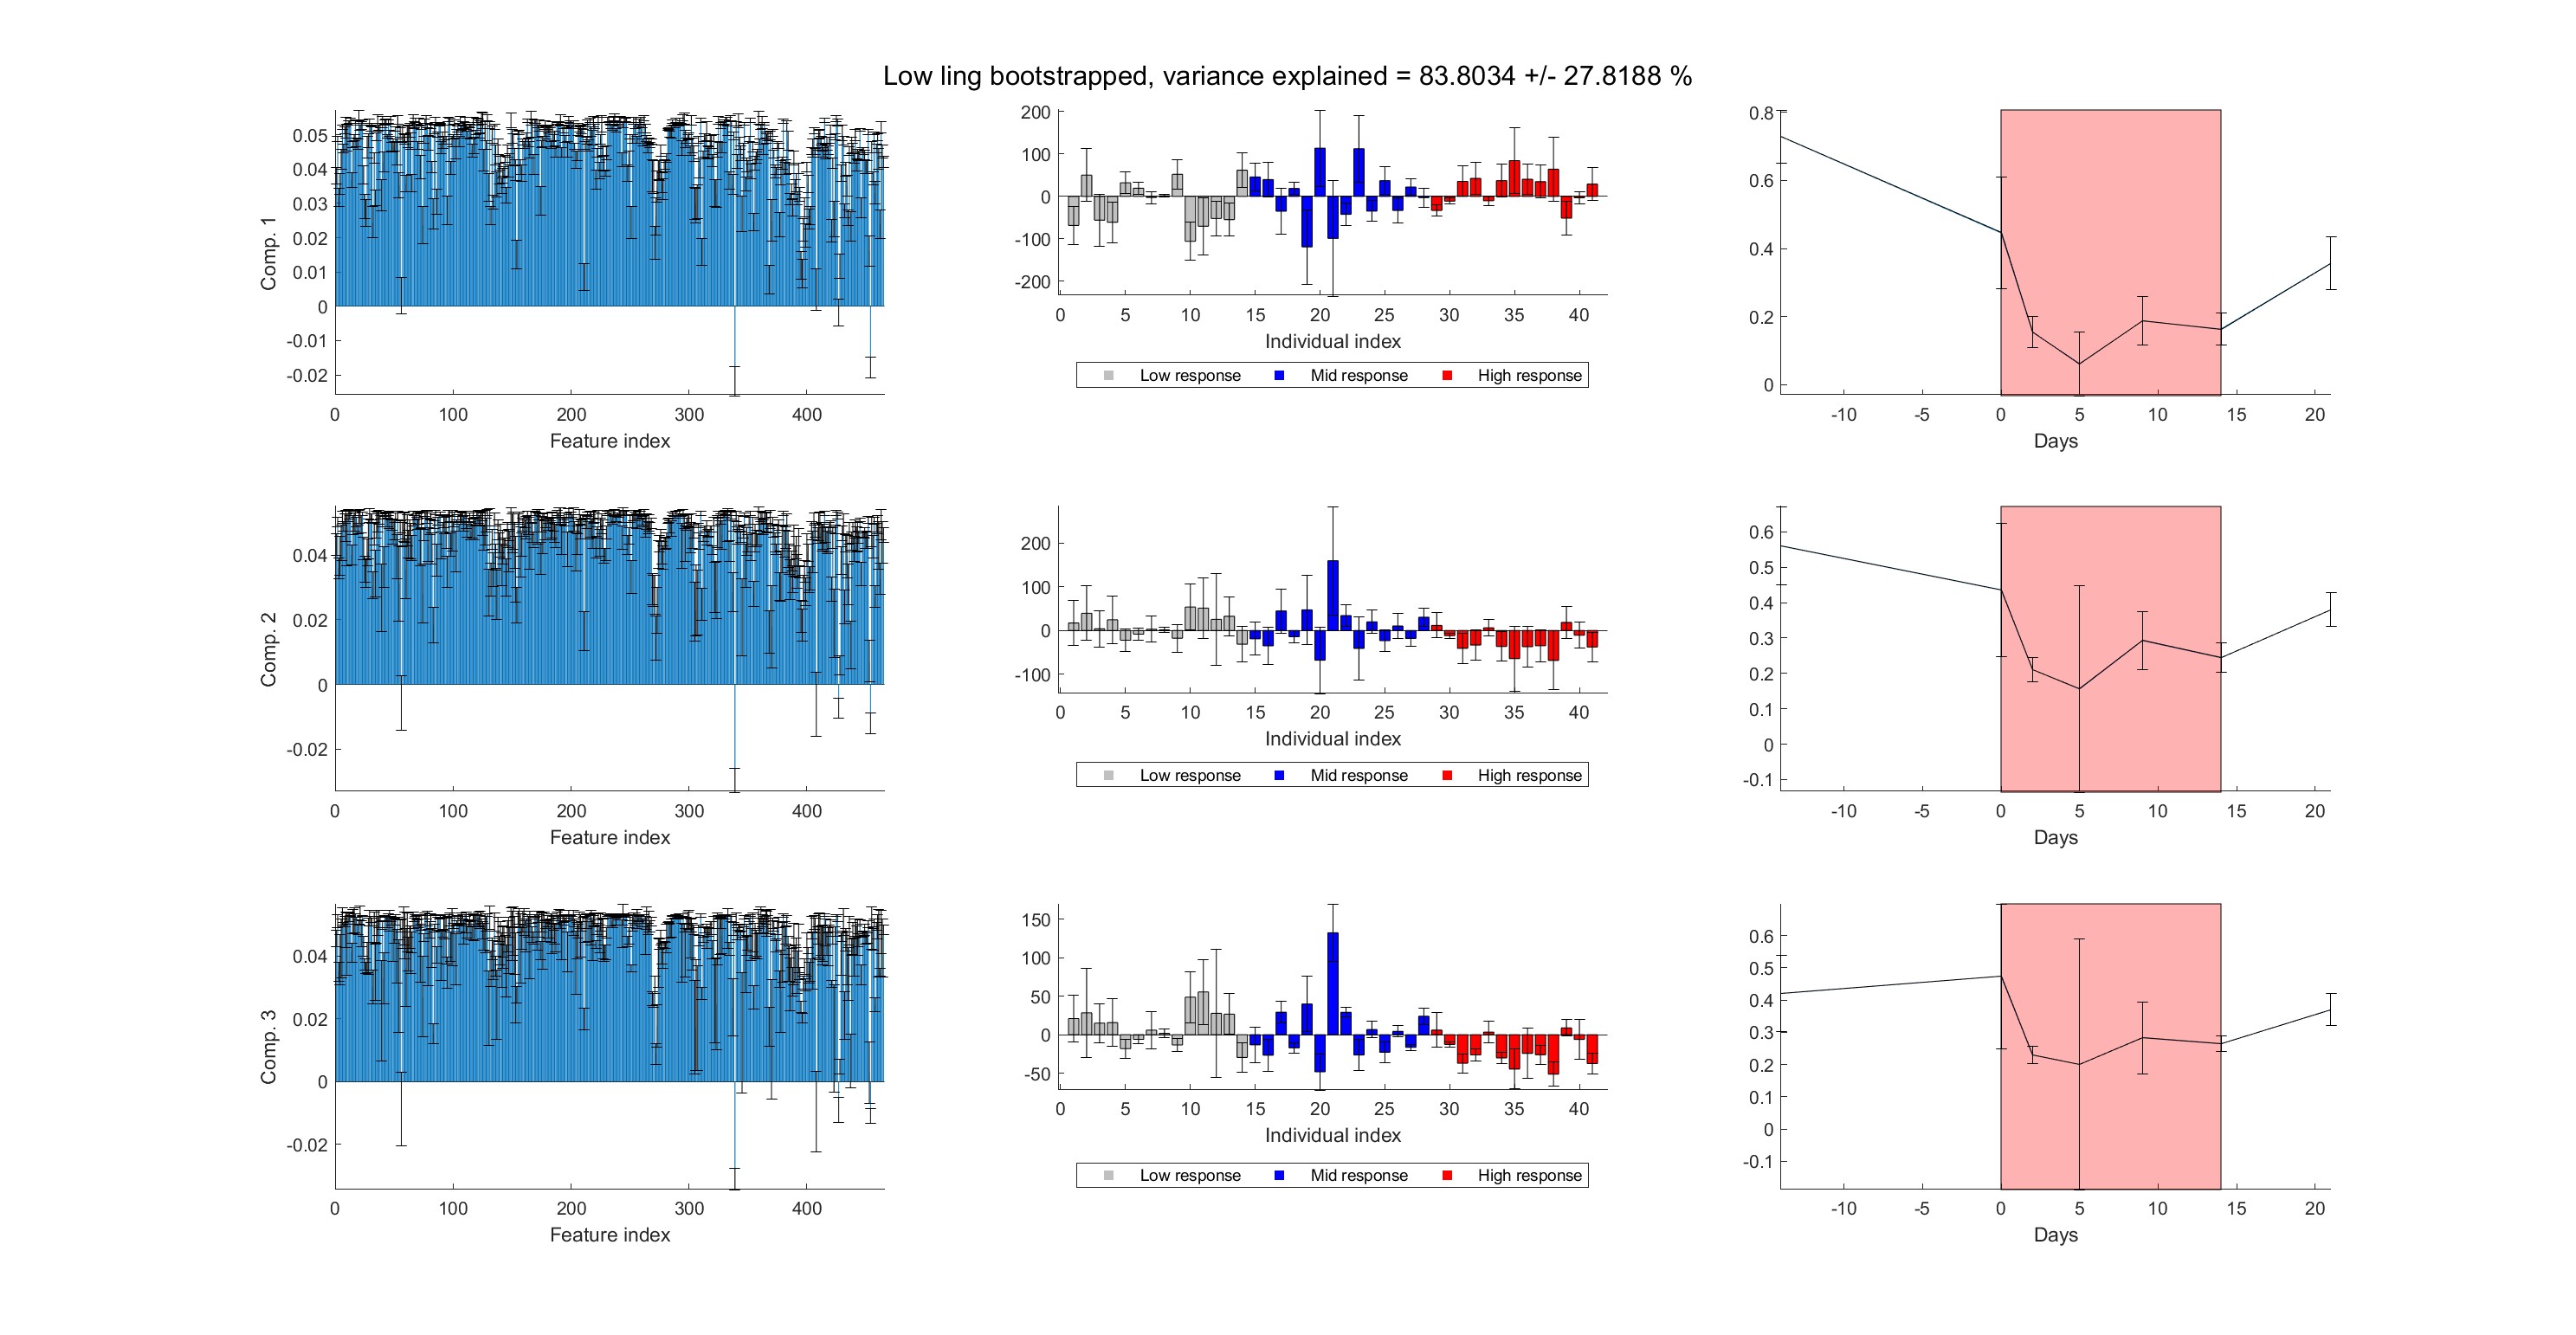 Low ling bootstrapped, variance explained = 83.8034 +/- 27.8188 %
Comp. 1
0.05
0.04
0.03
0.02
0.01
0
-0.01
-0.02
0 100 200 300 400
Feature index
200
100
0
-100
-200
0 5 10 15 20 25 30 35 40
Individual index
Low response Mid response High response
0.8
0.6
0.4
0.2
0
-10 -5 0 5 10 15 20
Days
Comp. 2
0.04
0.02
0
-0.02
0 100 200 300 400
Feature index
200
100
0
-100
0 5 10 15 20 25 30 35 40
Individual index
Low response Mid response High response
0.6
0.5
0.4
0.3
0.2
0.1
0
-0.1
-10 -5 0 5 10 15 20
Days
Comp. 3
0.04
0.02
0
-0.02
0 100 200 300 400
Feature index
150
100
50
0
-50
0 5 10 15 20 25 30 35 40
Individual index
Low response Mid response High response
0.6
0.5
0.4
0.3
0.2
0.1
0
-0.1
-10 -5 0 5 10 15 20
Days